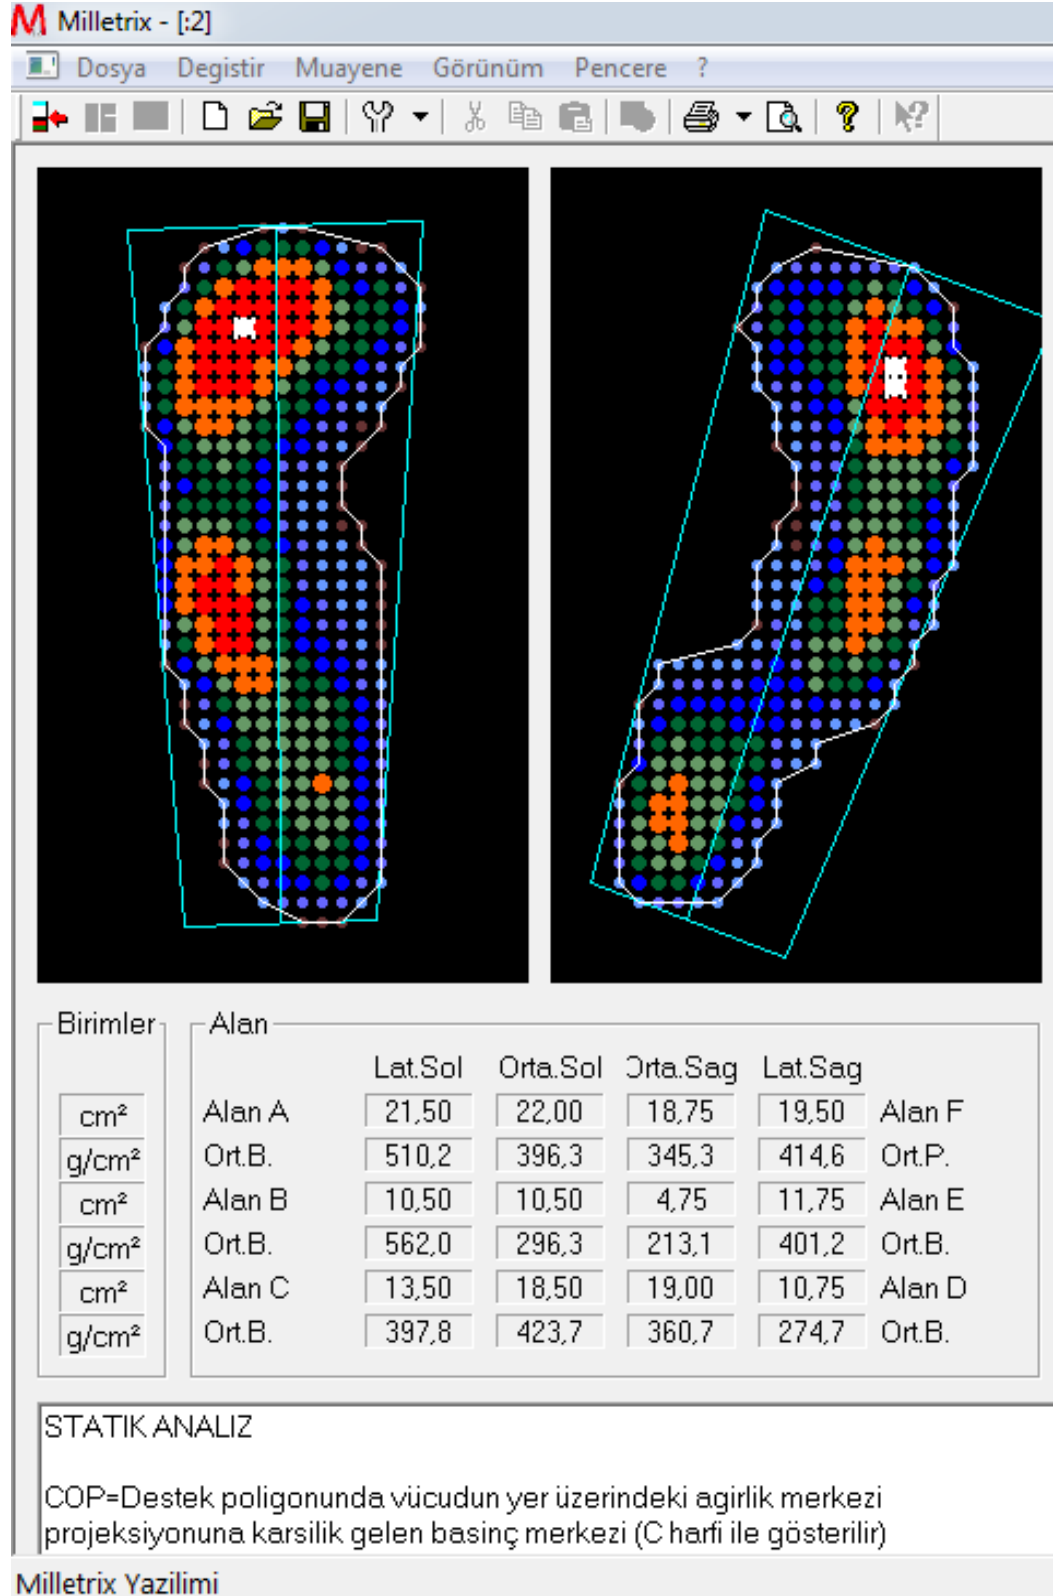 Milletrix - [:2]
Dosya Degistir Muayene Görünüm Pencere ?
Birimler Alan
Lat.Sol Orta.Sol Orta.Sag Lat.Sag
cm² Alan A 21,50 22,00 18,75 19,50 Alan F
g/cm² Ort.B. 510,2 396,3 345,3 414,6 Ort.P.
cm² Alan B 10,50 10,50 4,75 11,75 Alan E
g/cm² Ort.B. 562,0 296,3 213,1 401,2 Ort.B.
cm² Alan C 13,50 18,50 19,00 10,75 Alan D
g/cm² Ort.B. 397,8 423,7 360,7 274,7 Ort.B.
STATIK ANALIZ
COP=Destek poligonunda vücudun yer üzerindeki agirlik merkezi
projeksiyonuna karsilik gelen basinç merkezi (C harfi ile gösterilir)
Milletrix Yazilimi